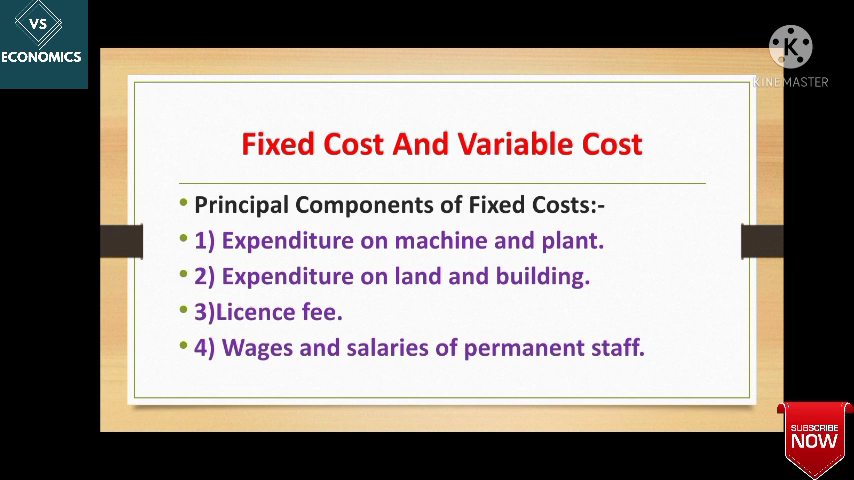 VS
ECONOMICS
K
KINEMASTER
Fixed Cost And Variable Cost
• Principal Components of Fixed Costs:-
• 1) Expenditure on machine and plant.
• 2) Expenditure on land and building.
• 3)Licence fee.
• 4) Wages and salaries of permanent staff.
SUBSCRIBE
NOW